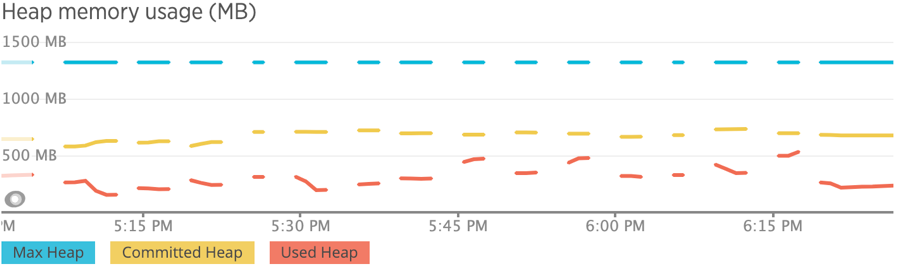 Heap memory usage (MB)
1500 MB
1000 MB
500 MB
PM 5:15 PM 5:30 PM 5:45 PM 6:00 PM 6:15 PM
Max Heap Committed Heap Used Heap